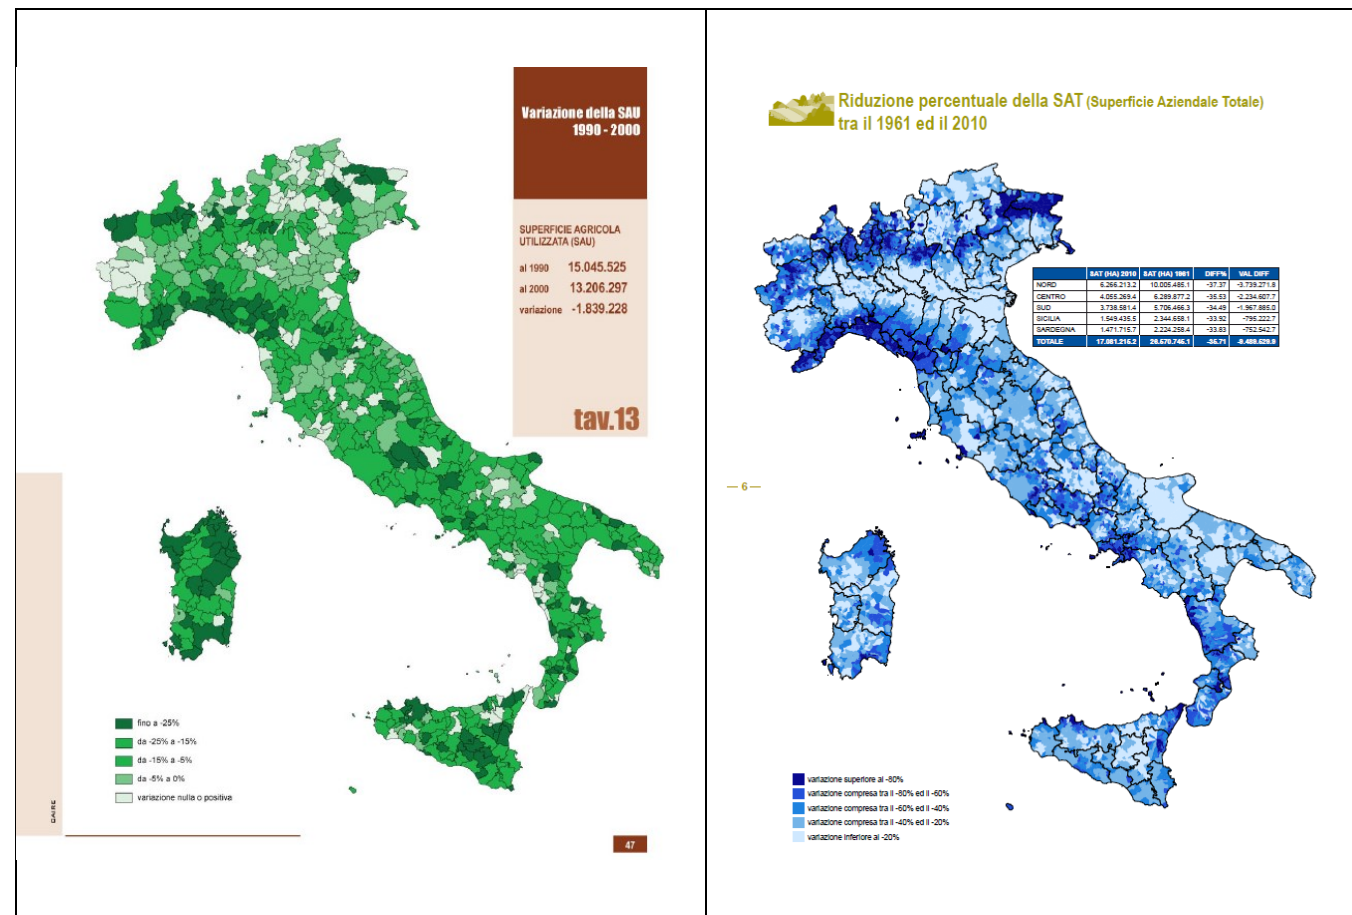 Variazione della SAU
1990 - 2000
SUPERFICIE AGRICOLA
UTILIZZATA (SAU)
al 1990 15.045.525
al 2000 13.206.297
variazione -1.839.228
tav.13
fino a -25%
da -25% a -15%
da -15% a -5%
da -5% a 0%
variazione nulla o positiva
CAIRE
47
Riduzione percentuale della SAT (Superficie Aziendale Totale)
tra il 1961 ed il 2010
SAT (HA) 2010 SAT (HA) 1961 DIFF% VAL DIFF
NORD 6.266.213.2 10.005.485.1 -37.37 -3.739.271.8
CENTRO 4.055.269.4 6.289.877.2 -35.53 -2.234.607.7
SUD 3.738.581.4 5.706.466.3 -34.49 -1.967.885.0
SICILIA 1.549.435.5 2.344.658.1 -33.92 -795.222.7
SARDEGNA 1.471.715.7 2.224.258.4 -33.83 -752.542.7
TOTALE 17.081.215.2 26.570.745.1 -35.71 -9.489.529.9
— 6 —
variazione superiore al -80%
variazione compresa tra il -80% ed il -60%
variazione compresa tra il -60% ed il -40%
variazione compresa tra il -40% ed il -20%
variazione inferiore al -20%